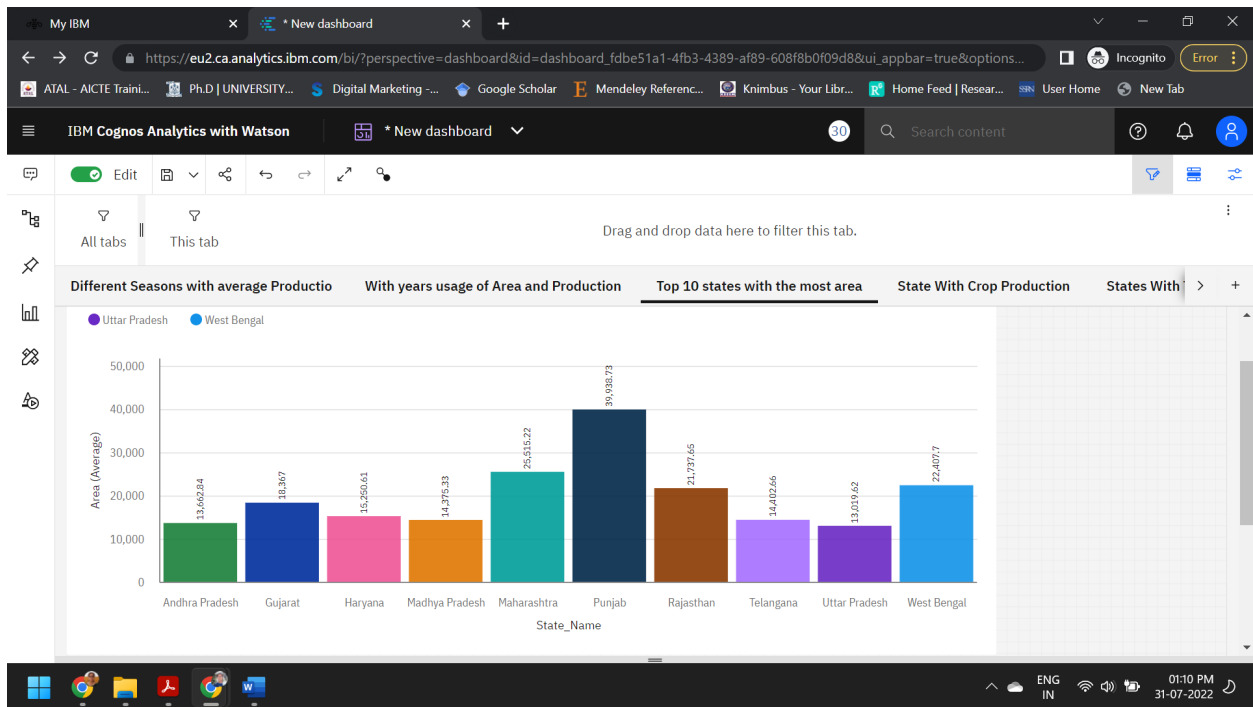 My IBM
* New dashboard
https://eu2.ca.analytics.ibm.com/bi/?perspective=dashboard&id=dashboard_fdbe51a1-4fb3-4389-af89-608f8b0f09d8&ui_appbar=true&options...
Incognito
Error
ATAL - AICTE Traini...
Ph.D | UNIVERSITY...
Digital Marketing -...
Google Scholar
Mendeley Referenc...
Knimbus - Your Libr...
Home Feed | Resear...
User Home
New Tab
IBM Cognos Analytics with Watson
* New dashboard
30
Search content
Edit
All tabs
This tab
Drag and drop data here to filter this tab.
Different Seasons with average Productio
With years usage of Area and Production
Top 10 states with the most area
State With Crop Production
States With
Uttar Pradesh
West Bengal
Area (Average)
50,000
40,000
30,000
20,000
10,000
0
13,662.84
18,367
15,250.61
14,375.33
25,515.22
39,938.73
21,737.65
14,402.66
13,019.62
22,407.7
Andhra Pradesh
Gujarat
Haryana
Madhya Pradesh
Maharashtra
Punjab
Rajasthan
Telangana
Uttar Pradesh
West Bengal
State_Name
ENG
IN
01:10 PM
31-07-2022